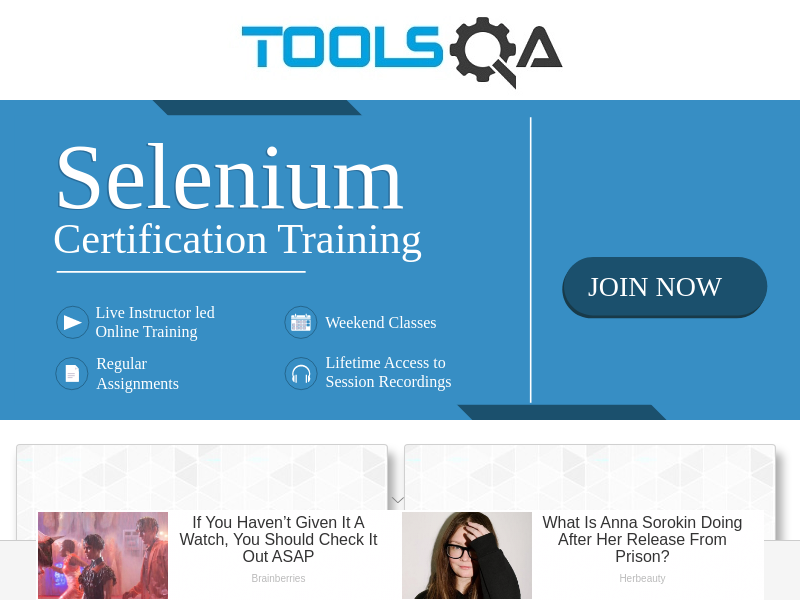 TOOLSQA
Selenium
Certification Training
JOIN NOW
Live Instructor led
Online Training
Weekend Classes
Regular
Assignments
Lifetime Access to
Session Recordings
If You Haven’t Given It A
Watch, You Should Check It
Out ASAP
Brainberries
What Is Anna Sorokin Doing
After Her Release From
Prison?
Herbeauty